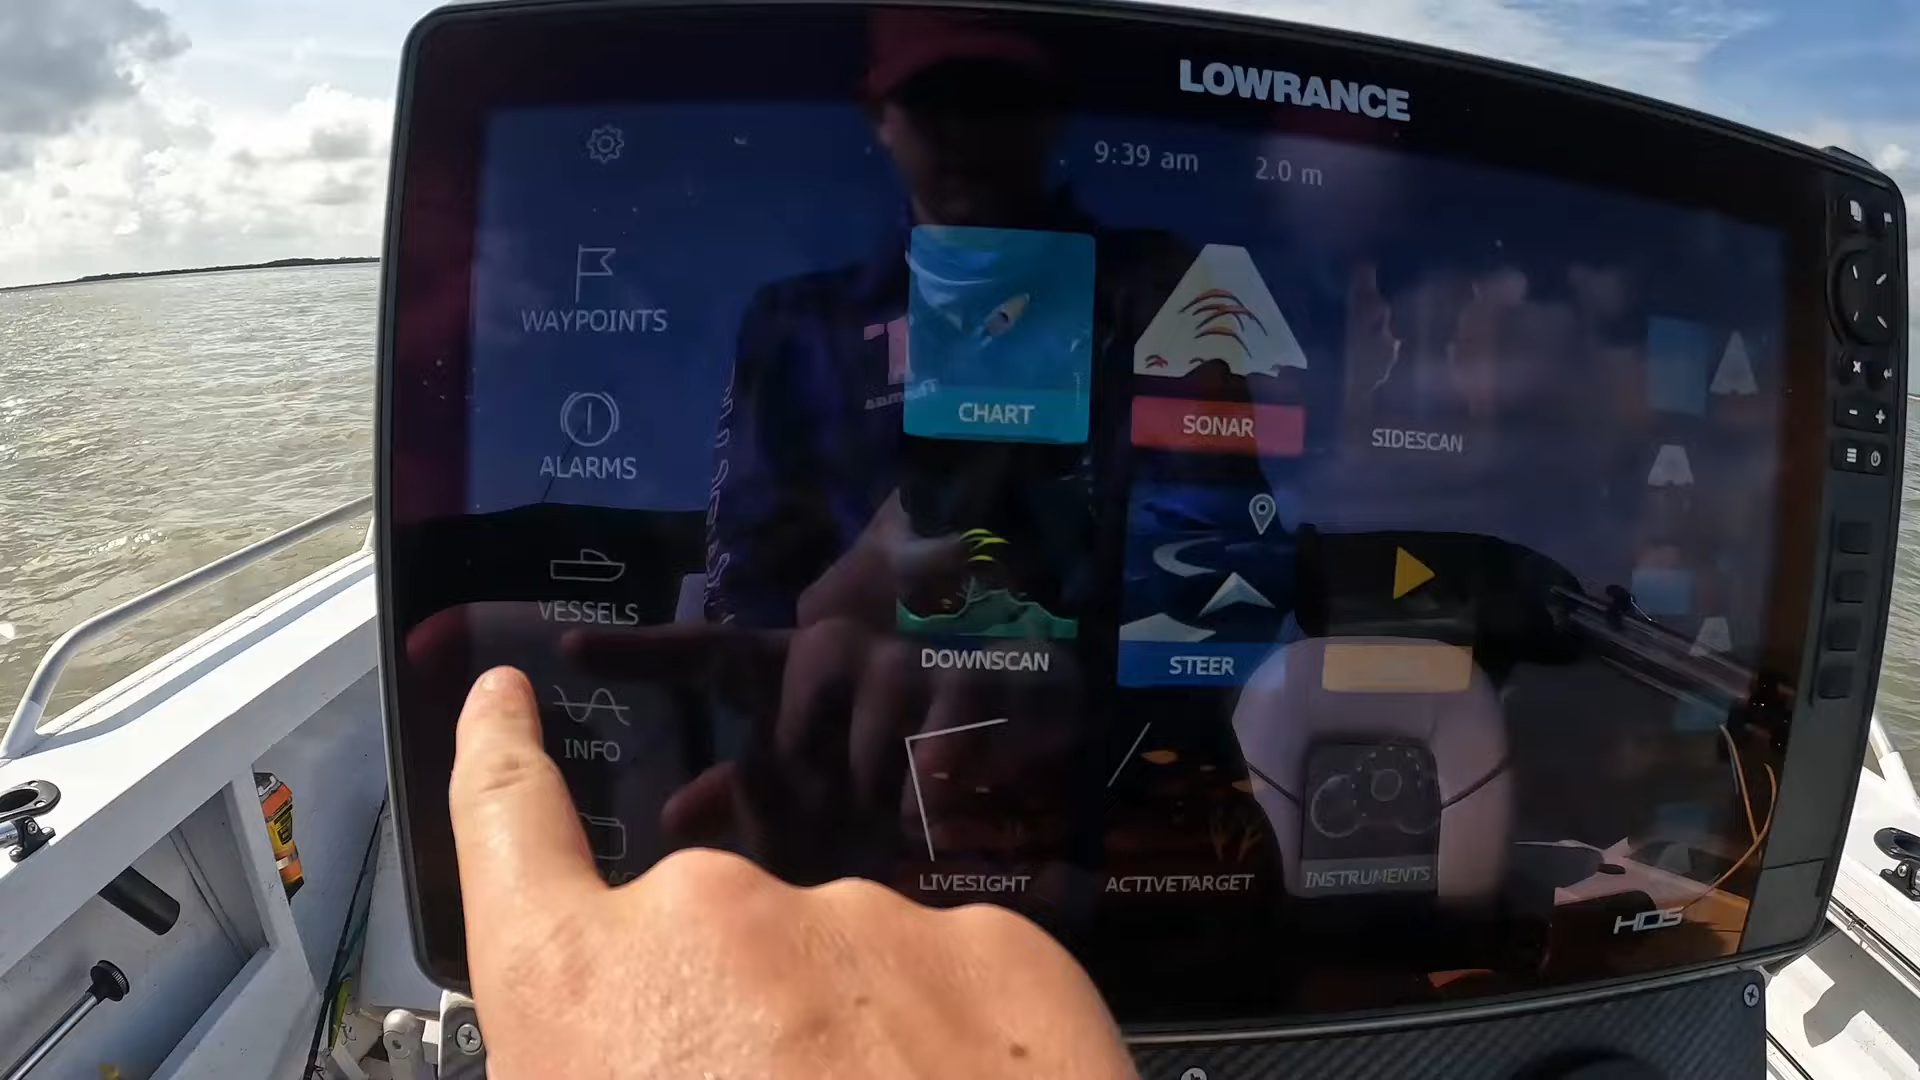 LOWRANCE
9:39 am 2.0 m
WAYPOINTS
ALARMS
VESSELS
INFO
CHART
SONAR
SIDESCAN
DOWNSCAN
STEER
LIVESIGHT
ACTIVETARGET
INSTRUMENTS
HDS